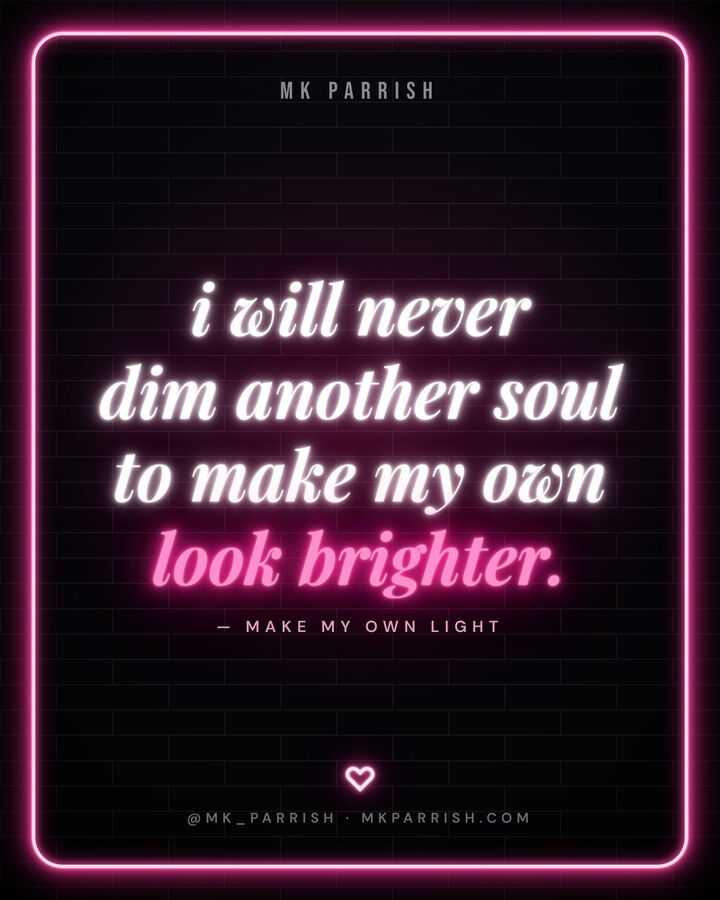 MK PARRISH
i will never
dim another soul
to make my own
look brighter.
— MAKE MY OWN LIGHT
@MK_PARRISH · MKPARRISH.COM